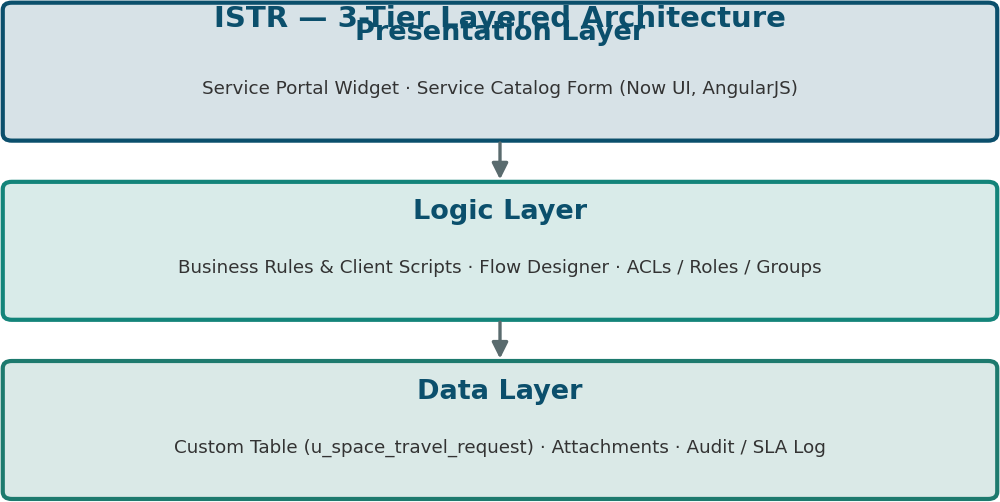 ISTR — 3-Tier Layered Architecture
Presentation Layer
Service Portal Widget · Service Catalog Form (Now UI, AngularJS)
Logic Layer
Business Rules & Client Scripts · Flow Designer · ACLs / Roles / Groups
Data Layer
Custom Table (u_space_travel_request) · Attachments · Audit / SLA Log